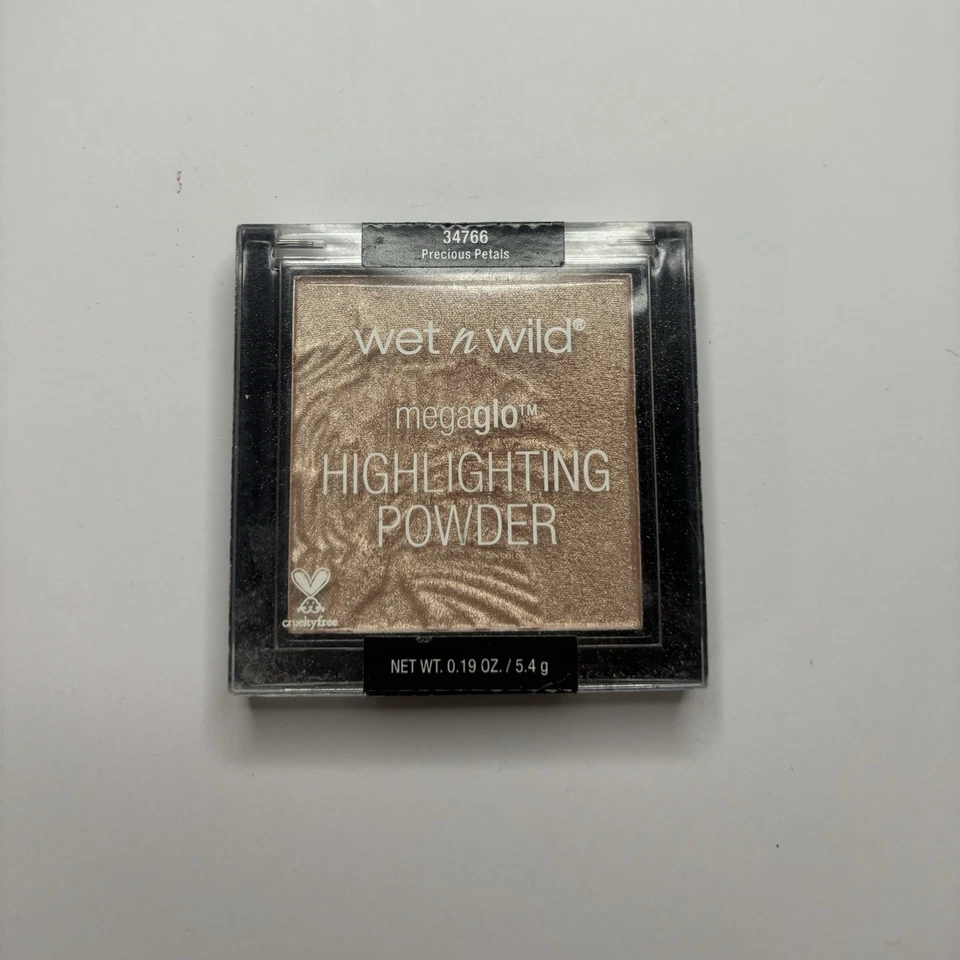 34766
Precious Petals
wet n wild®
megaglo™
HIGHLIGHTING
POWDER
crueltyfree
NET WT. 0.19 OZ. / 5.4 g